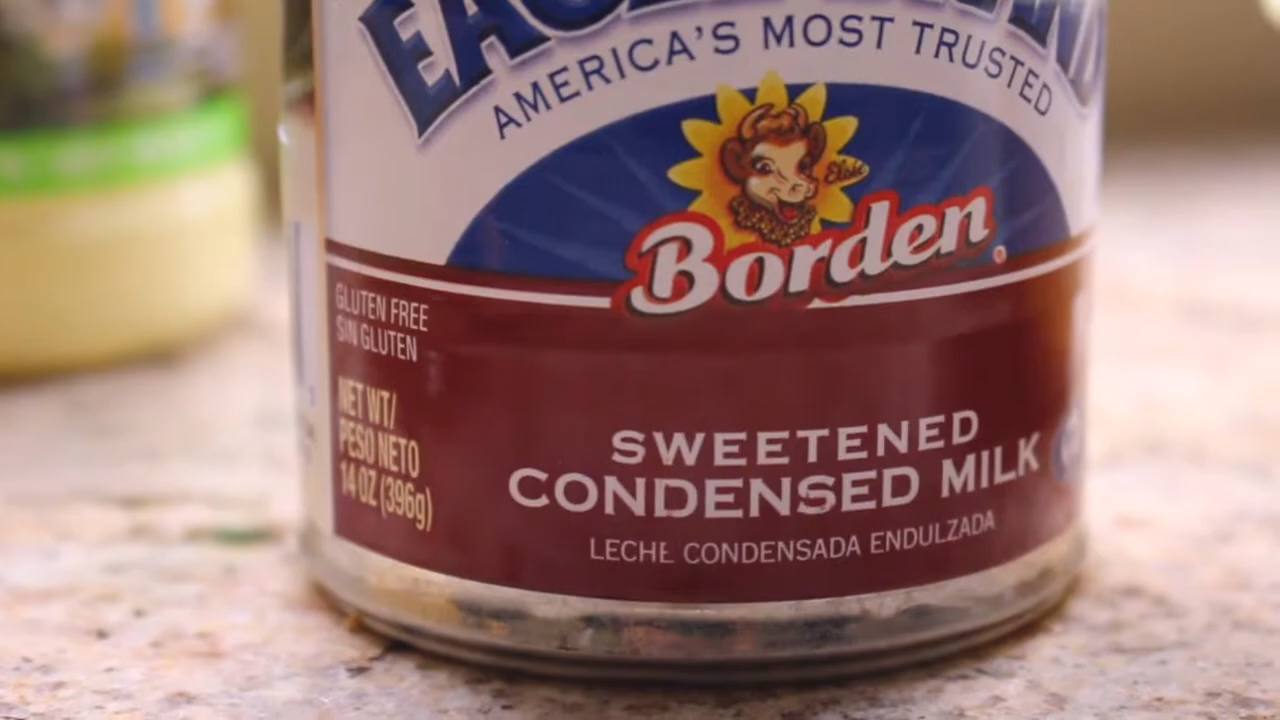 AMERICA'S MOST TRUSTED
Elsie
Borden
GLUTEN FREE
SIN GLUTEN
NET WT/
PESO NETO
14 OZ (396g)
SWEETENED
CONDENSED MILK
LECHE CONDENSADA ENDULZADA